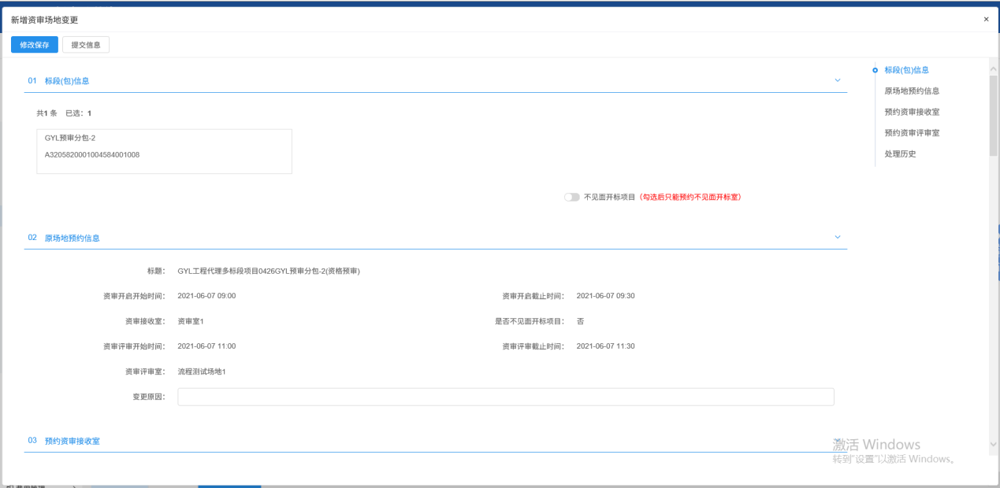 新增资审场地变更
×
修改保存 提交信息
01 标段(包)信息
共1 条 已选：1
GYL预审分包-2
A3205820001004584001008
不见面开标项目（勾选后只能预约不见面开标室）
02 原场地预约信息
标题： GYL工程代理多标段项目0426GYL预审分包-2(资格预审)
资审开启开始时间： 2021-06-07 09:00 资审开启截止时间： 2021-06-07 09:30
资审接收室： 资审室1 是否不见面开标项目： 否
资审评审开始时间： 2021-06-07 11:00 资审评审截止时间： 2021-06-07 11:30
资审评审室： 流程测试场地1
变更原因：
03 预约资审接收室
标段(包)信息
原场地预约信息
预约资审接收室
预约资审评审室
处理历史
激活 Windows
转到"设置"以激活 Windows。